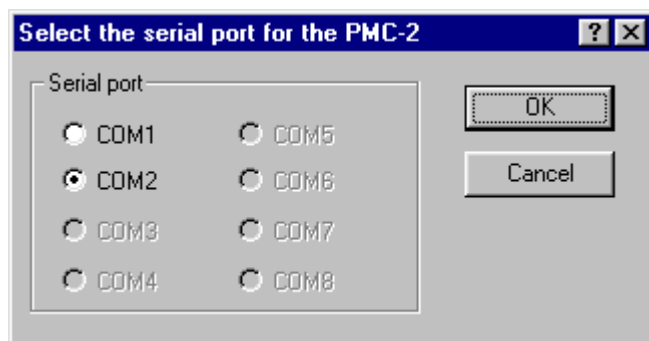 Select the serial port for the PMC-2
Serial port
COM1
COM2
COM3
COM4
COM5
COM6
COM7
COM8
OK
Cancel